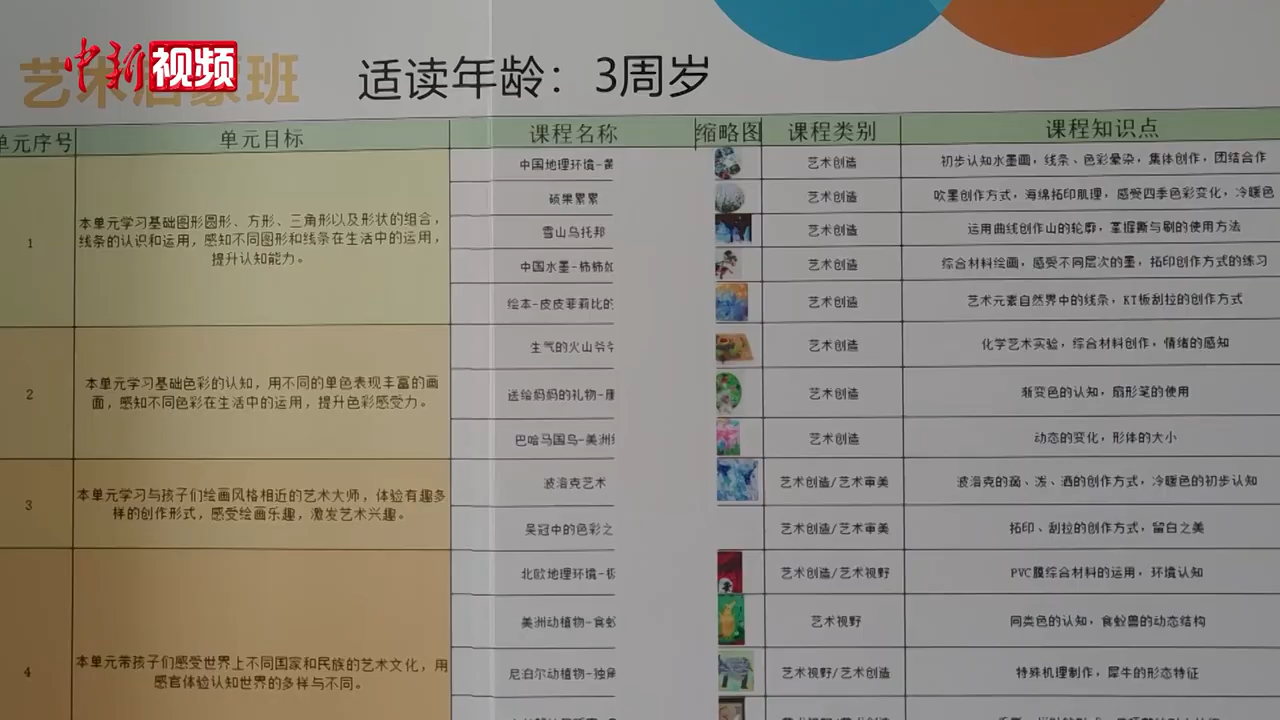 中新视频
艺术启蒙班
适读年龄：3周岁
单元序号 单元目标 课程名称 缩略图 课程类别 课程知识点
1
本单元学习基础图形圆形、方形、三角形以及形状的组合，
线条的认识和运用，感知不同图形和线条在生活中的运用，
提升认知能力。
中国地理环境-黄 艺术创造 初步认知水墨画，线条、色彩晕染，集体创作，团结合作
硕果累累 艺术创造 吹墨创作方式，海绵拓印肌理，感受四季色彩变化，冷暖色
雪山乌托邦 艺术创造 运用曲线创作山的轮廓，掌握撕与刷的使用方法
中国水墨-柿柿如 艺术创造 综合材料绘画，感受不同层次的墨，拓印创作方式的练习
绘本-皮皮菲莉比的 艺术创造 艺术元素自然界中的线条，KT板刮拉的创作方式
2
本单元学习基础色彩的认知，用不同的单色表现丰富的画
面，感知不同色彩在生活中的运用，提升色彩感受力。
生气的火山爷爷 艺术创造 化学艺术实验，综合材料创作，情绪的感知
送给妈妈的礼物-康 艺术创造 渐变色的认知，扇形笔的使用
巴哈马国鸟-美洲红 艺术创造 动态的变化，形体的大小
3
本单元学习与孩子们绘画风格相近的艺术大师，体验有趣多
样的创作形式，感受绘画乐趣，激发艺术兴趣。
波洛克艺术 艺术创造/艺术审美 波洛克的滴、泼、洒的创作方式，冷暖色的初步认知
吴冠中的色彩之 艺术创造/艺术审美 拓印、刮拉的创作方式，留白之美
4
本单元带孩子们感受世界上不同国家和民族的艺术文化，用
感官体验认知世界的多样与不同。
北欧地理环境-极 艺术创造/艺术视野 PVC膜综合材料的运用，环境认知
美洲动植物-食蚁 艺术视野 同类色的认知，食蚁兽的动态结构
尼泊尔动植物-独角 艺术视野/艺术创造 特殊机理制作，犀牛的形态特征